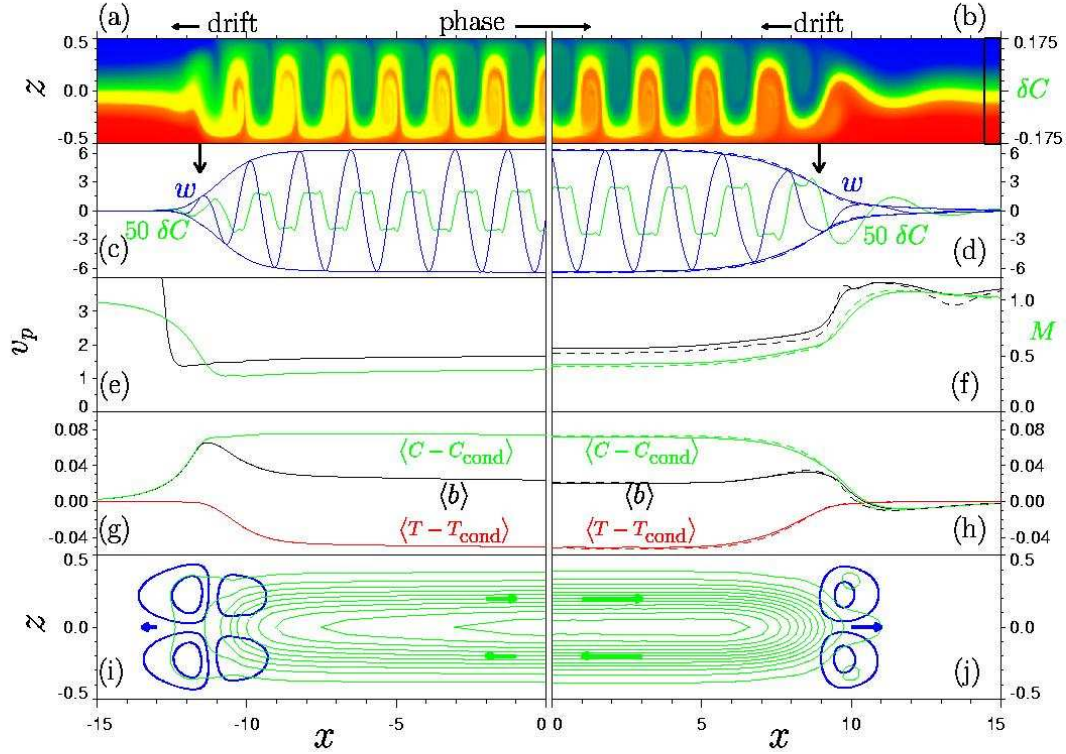 (a) drift phase drift (b)
0.5 0.175
z 0.0 δC
-0.5 -0.175
6 6
3 w w 3
0 0
-3 50 δC 50 δC -3
-6 (c) (d) -6
3 1.0
v_p 2 M
0.5
1 (e) (f)
0.0
0.08 0.08
⟨C − C_cond⟩ ⟨C − C_cond⟩
0.04 0.04
⟨b⟩ ⟨b⟩
0.00 0.00
(g) ⟨T − T_cond⟩ ⟨T − T_cond⟩ (h)
-0.04 -0.04
0.5 0.5
z 0.0 0.0
(i) (j)
-0.5 -0.5
-15 -10 -5 0 0 5 10 15
x x